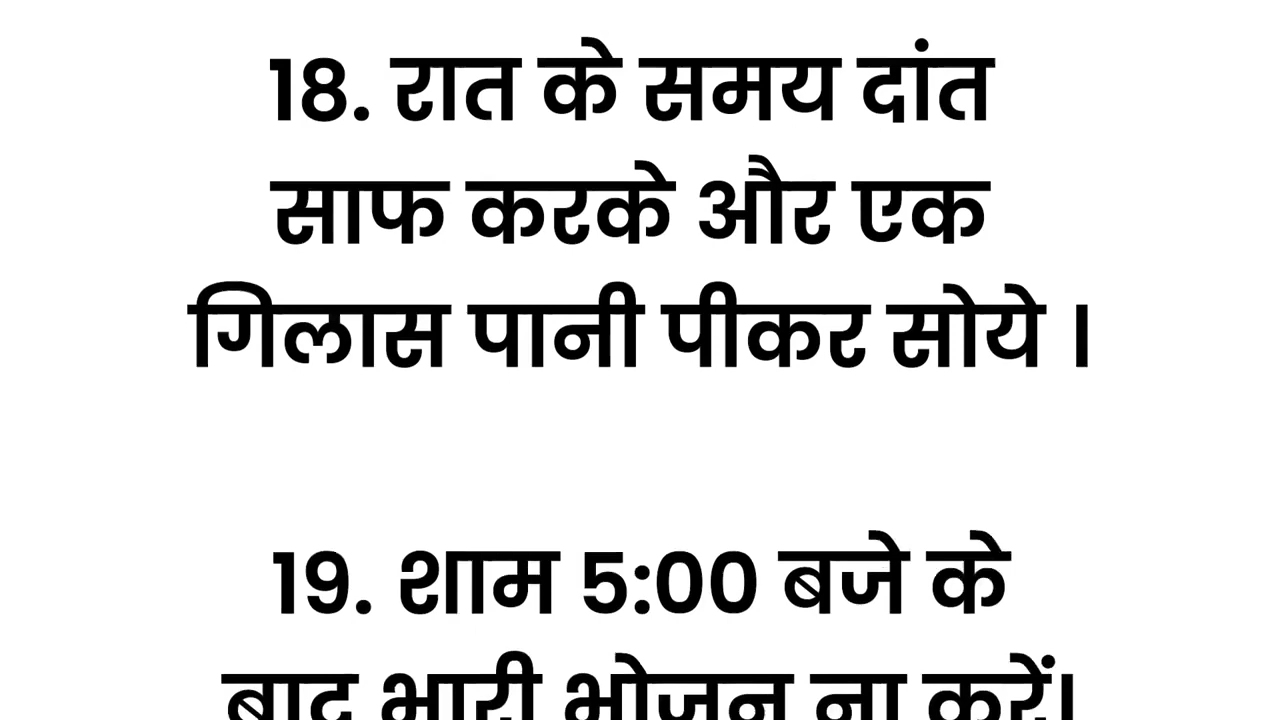 18. रात के समय दांत
साफ करके और एक
गिलास पानी पीकर सोये ।
19. शाम 5:00 बजे के
बाद भारी भोजन ना करें।